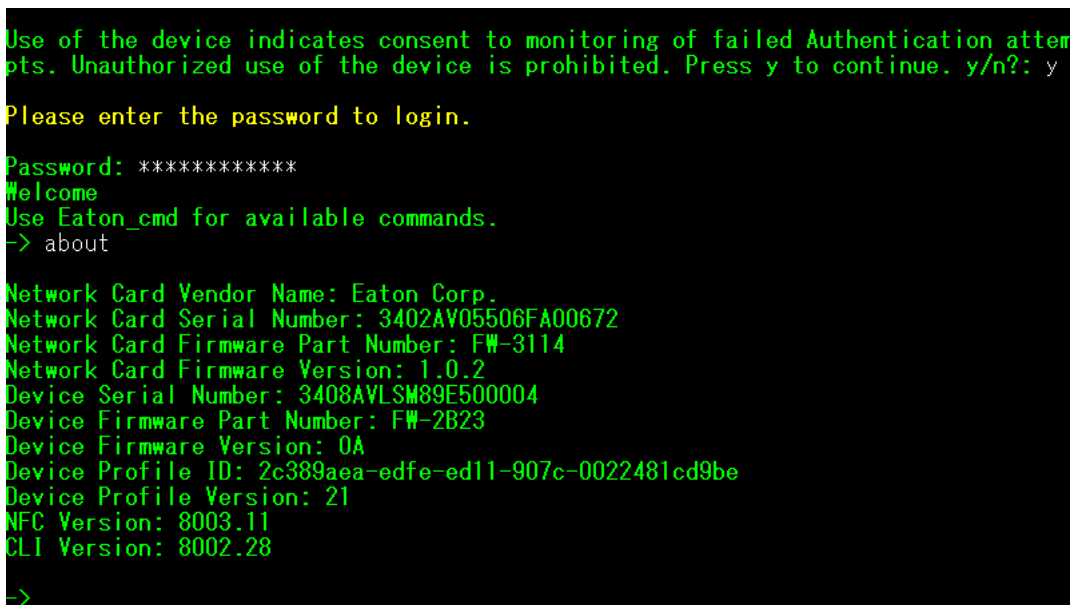 Use of the device indicates consent to monitoring of failed Authentication attem
pts. Unauthorized use of the device is prohibited. Press y to continue. y/n?: y
Please enter the password to login.
Password: ************
Welcome
Use Eaton_cmd for available commands.
-> about
Network Card Vendor Name: Eaton Corp.
Network Card Serial Number: 3402AV05506FA00672
Network Card Firmware Part Number: FW-3114
Network Card Firmware Version: 1.0.2
Device Serial Number: 3408AVLSM89E500004
Device Firmware Part Number: FW-2B23
Device Firmware Version: 0A
Device Profile ID: 2c389aea-edfe-ed11-907c-0022481cd9be
Device Profile Version: 21
NFC Version: 8003.11
CLI Version: 8002.28
->